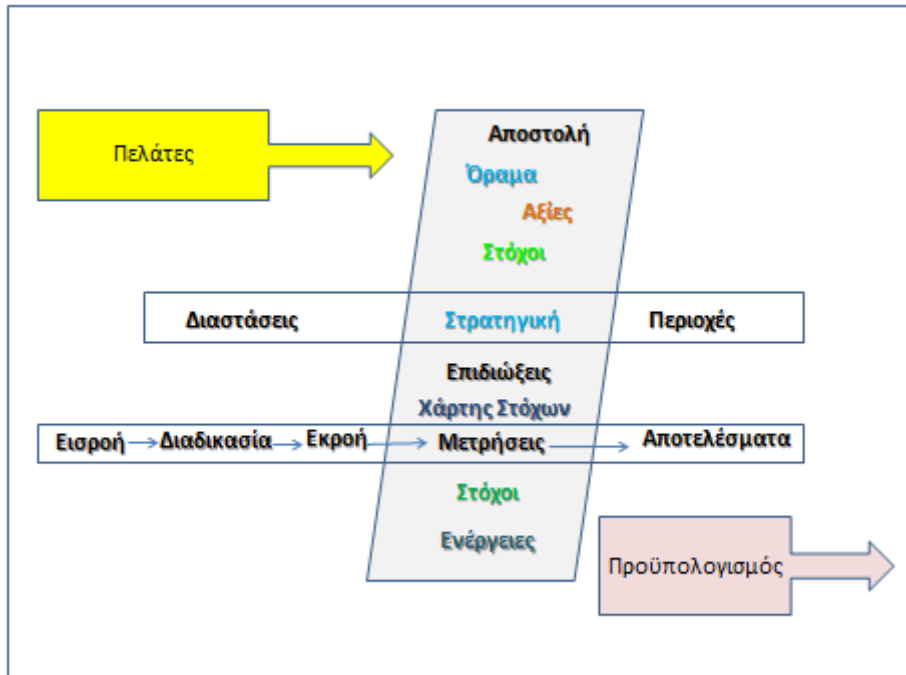 Αποστολή
Πελάτες
Όραμα
Αξίες
Στόχοι
Διαστάσεις Στρατηγική Περιοχές
Επιδιώξεις
Χάρτης Στόχων
Εισροή Διαδικασία Εκροή Μετρήσεις Αποτελέσματα
Στόχοι
Ενέργειες
Προϋπολογισμός